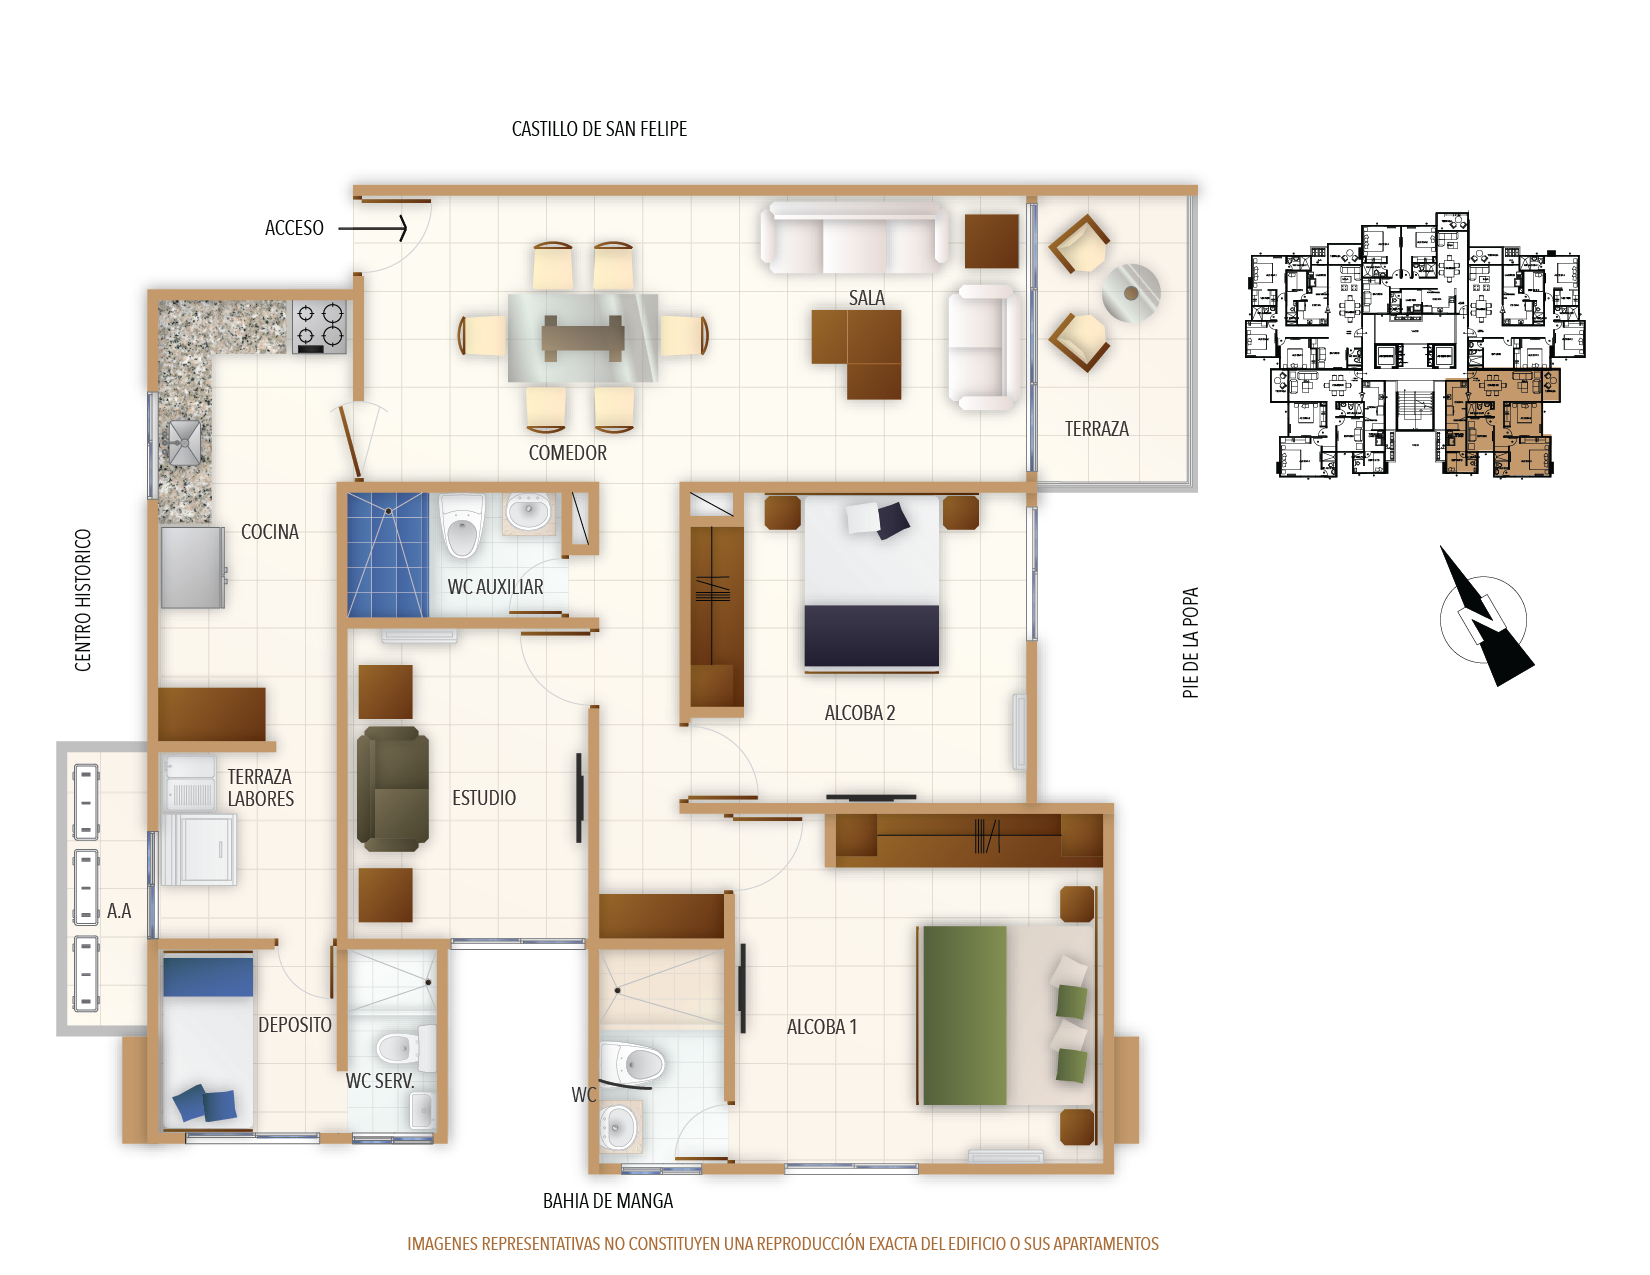 CASTILLO DE SAN FELIPE
ACCESO
SALA
TERRAZA
COMEDOR
COCINA
WC AUXILIAR
CENTRO HISTORICO
PIE DE LA POPA
ALCOBA 2
TERRAZA
LABORES
ESTUDIO
A.A
DEPOSITO
ALCOBA 1
WC SERV.
WC
BAHIA DE MANGA
IMAGENES REPRESENTATIVAS NO CONSTITUYEN UNA REPRODUCCIÓN EXACTA DEL EDIFICIO O SUS APARTAMENTOS